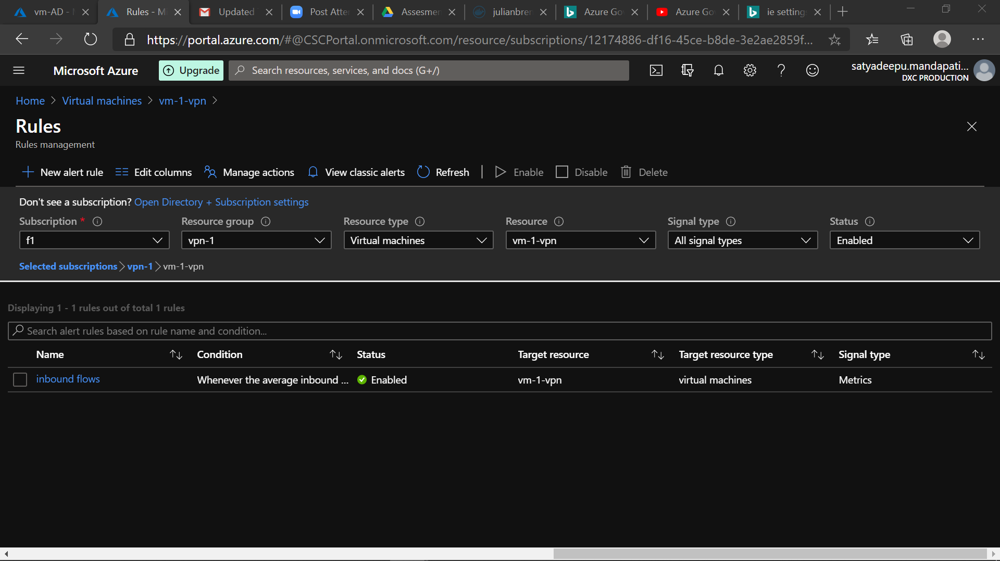 vm-AD -
Rules - M
Updated
Post Atte
Assesmen
julianbre
Azure Go
Azure Go
ie setting
https://portal.azure.com/#@CSCPortal.onmicrosoft.com/resource/subscriptions/12174886-df16-45ce-b8de-3e2ae2859f...
Microsoft Azure
Upgrade
Search resources, services, and docs (G+/)
satyadeepu.mandapati...
DXC PRODUCTION
Home > Virtual machines > vm-1-vpn >
Rules
Rules management
New alert rule Edit columns Manage actions View classic alerts Refresh | Enable Disable Delete
Don't see a subscription? Open Directory + Subscription settings
Subscription * Resource group Resource type Resource Signal type Status
f1 vpn-1 Virtual machines vm-1-vpn All signal types Enabled
Selected subscriptions > vpn-1 > vm-1-vpn
Displaying 1 - 1 rules out of total 1 rules
Search alert rules based on rule name and condition...
Name Condition Status Target resource Target resource type Signal type
inbound flows Whenever the average inbound ... Enabled vm-1-vpn virtual machines Metrics